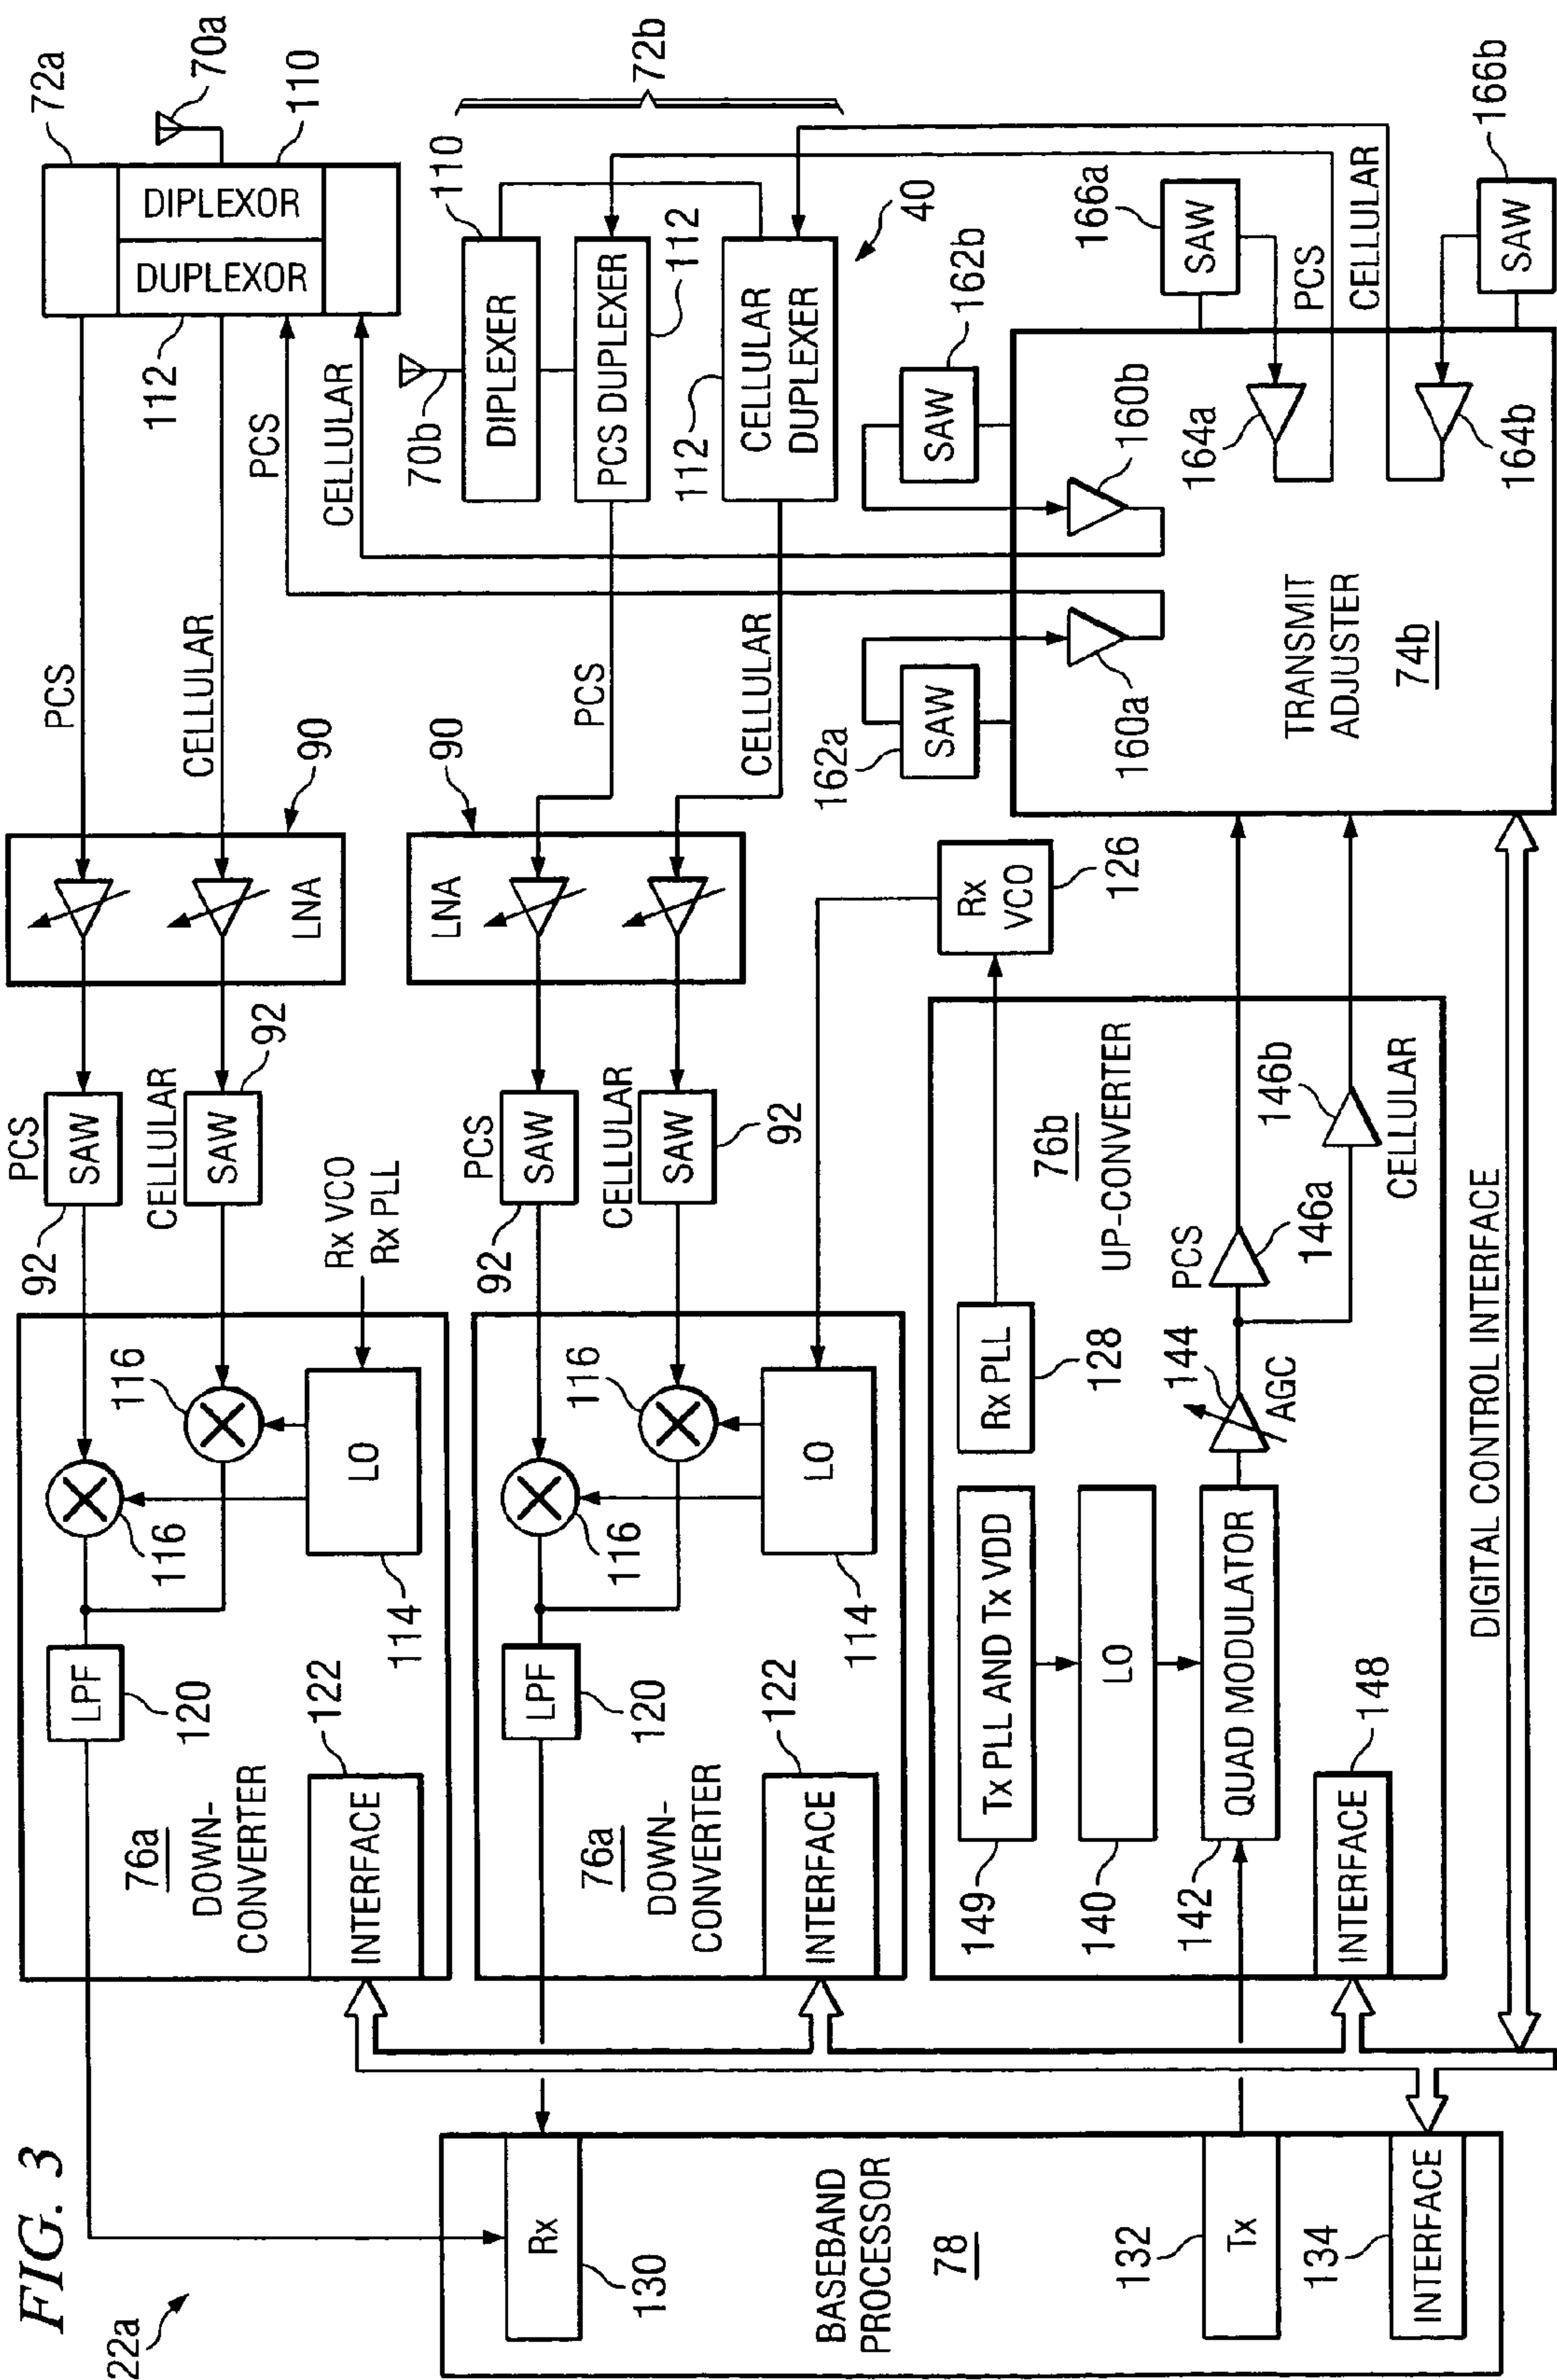 FIG. 3
22a
72a
70a
110
DIPLEXOR
DUPLEXOR
112
PCS
CELLULAR
PCS
CELLULAR
90
LNA
PCS
SAW
92
CELLULAR
SAW
92
Rx VCO
Rx PLL
116
116
LO
114
LPF
120
76a
DOWN-
CONVERTER
122
INTERFACE
72b
110
70b
DIPLEXER
PCS DUPLEXER
112
112
CELLULAR
DUPLEXER
40
PCS
CELLULAR
90
LNA
PCS
SAW
92
CELLULAR
SAW
92
116
116
LO
114
LPF
120
76a
DOWN-
CONVERTER
122
INTERFACE
Rx
VCO
126
162a
SAW
162b
SAW
160a
160b
166a
SAW
PCS
CELLULAR
166b
SAW
164a
164b
TRANSMIT
ADJUSTER
74b
76b
UP-CONVERTER
Rx PLL
128
Tx PLL AND Tx VDD
149
LO
140
QUAD MODULATOR
142
144
AGC
PCS
146a
146b
CELLULAR
INTERFACE
148
DIGITAL CONTROL INTERFACE
Rx
130
BASEBAND
PROCESSOR
78
132
Tx
134
INTERFACE